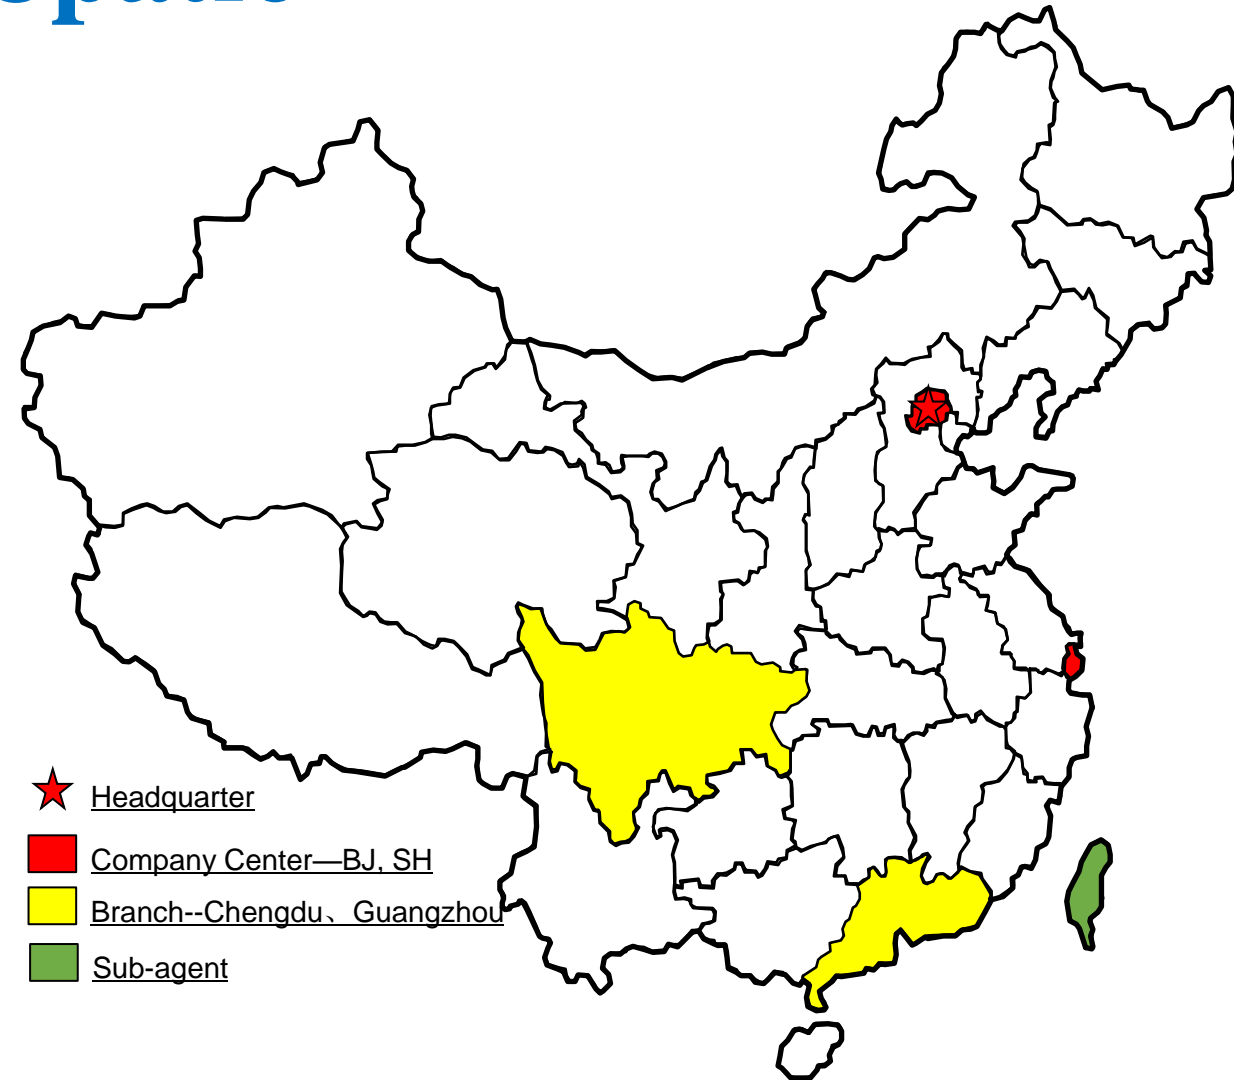 Headquarter
Company Center—BJ, SH
Branch--Chengdu、Guangzhou
Sub-agent